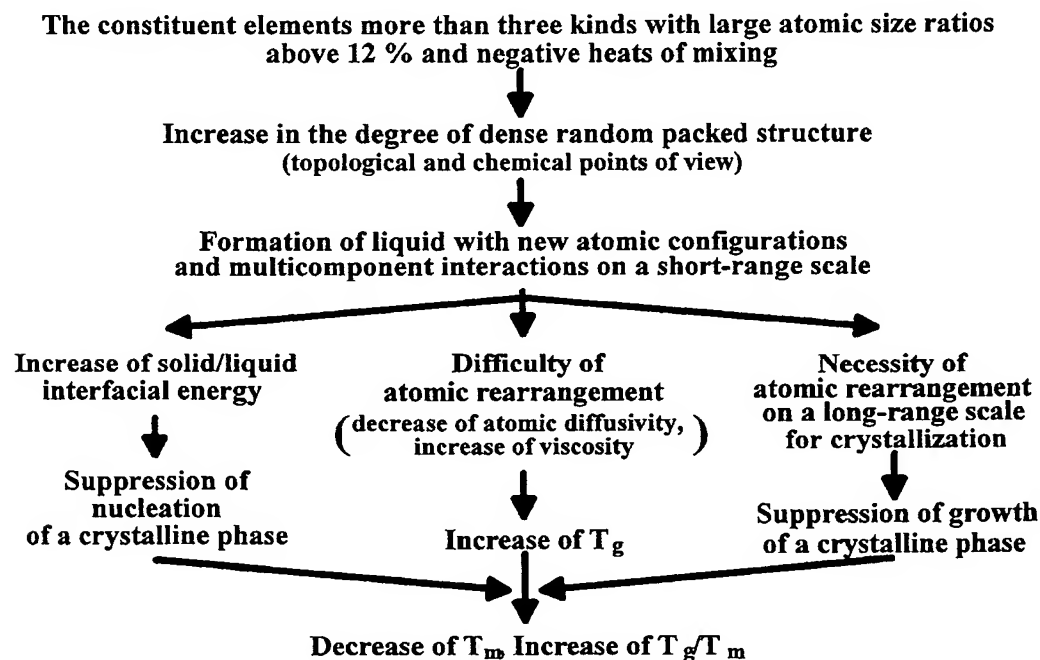 The constituent elements more than three kinds with large atomic size ratios
above 12 % and negative heats of mixing
Increase in the degree of dense random packed structure
(topological and chemical points of view)
Formation of liquid with new atomic configurations
and multicomponent interactions on a short-range scale
Increase of solid/liquid
interfacial energy
Suppression of
nucleation
of a crystalline phase
Difficulty of
atomic rearrangement
(decrease of atomic diffusivity,
increase of viscosity)
Increase of Tg
Necessity of
atomic rearrangement
on a long-range scale
for crystallization
Suppression of growth
of a crystalline phase
Decrease of Tm, Increase of Tg/Tm